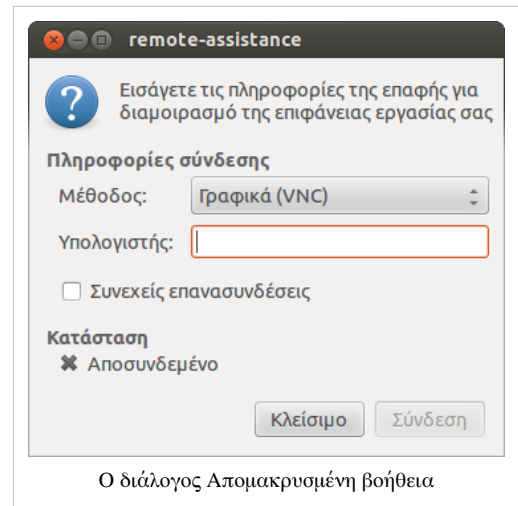 remote-assistance
Εισάγετε τις πληροφορίες της επαφής για
διαμοιρασμό της επιφάνειας εργασίας σας
Πληροφορίες σύνδεσης
Μέθοδος: Γραφικά (VNC)
Υπολογιστής:
Συνεχείς επανασυνδέσεις
Κατάσταση
Αποσυνδεμένο
Κλείσιμο Σύνδεση
Ο διάλογος Απομακρυσμένη βοήθεια